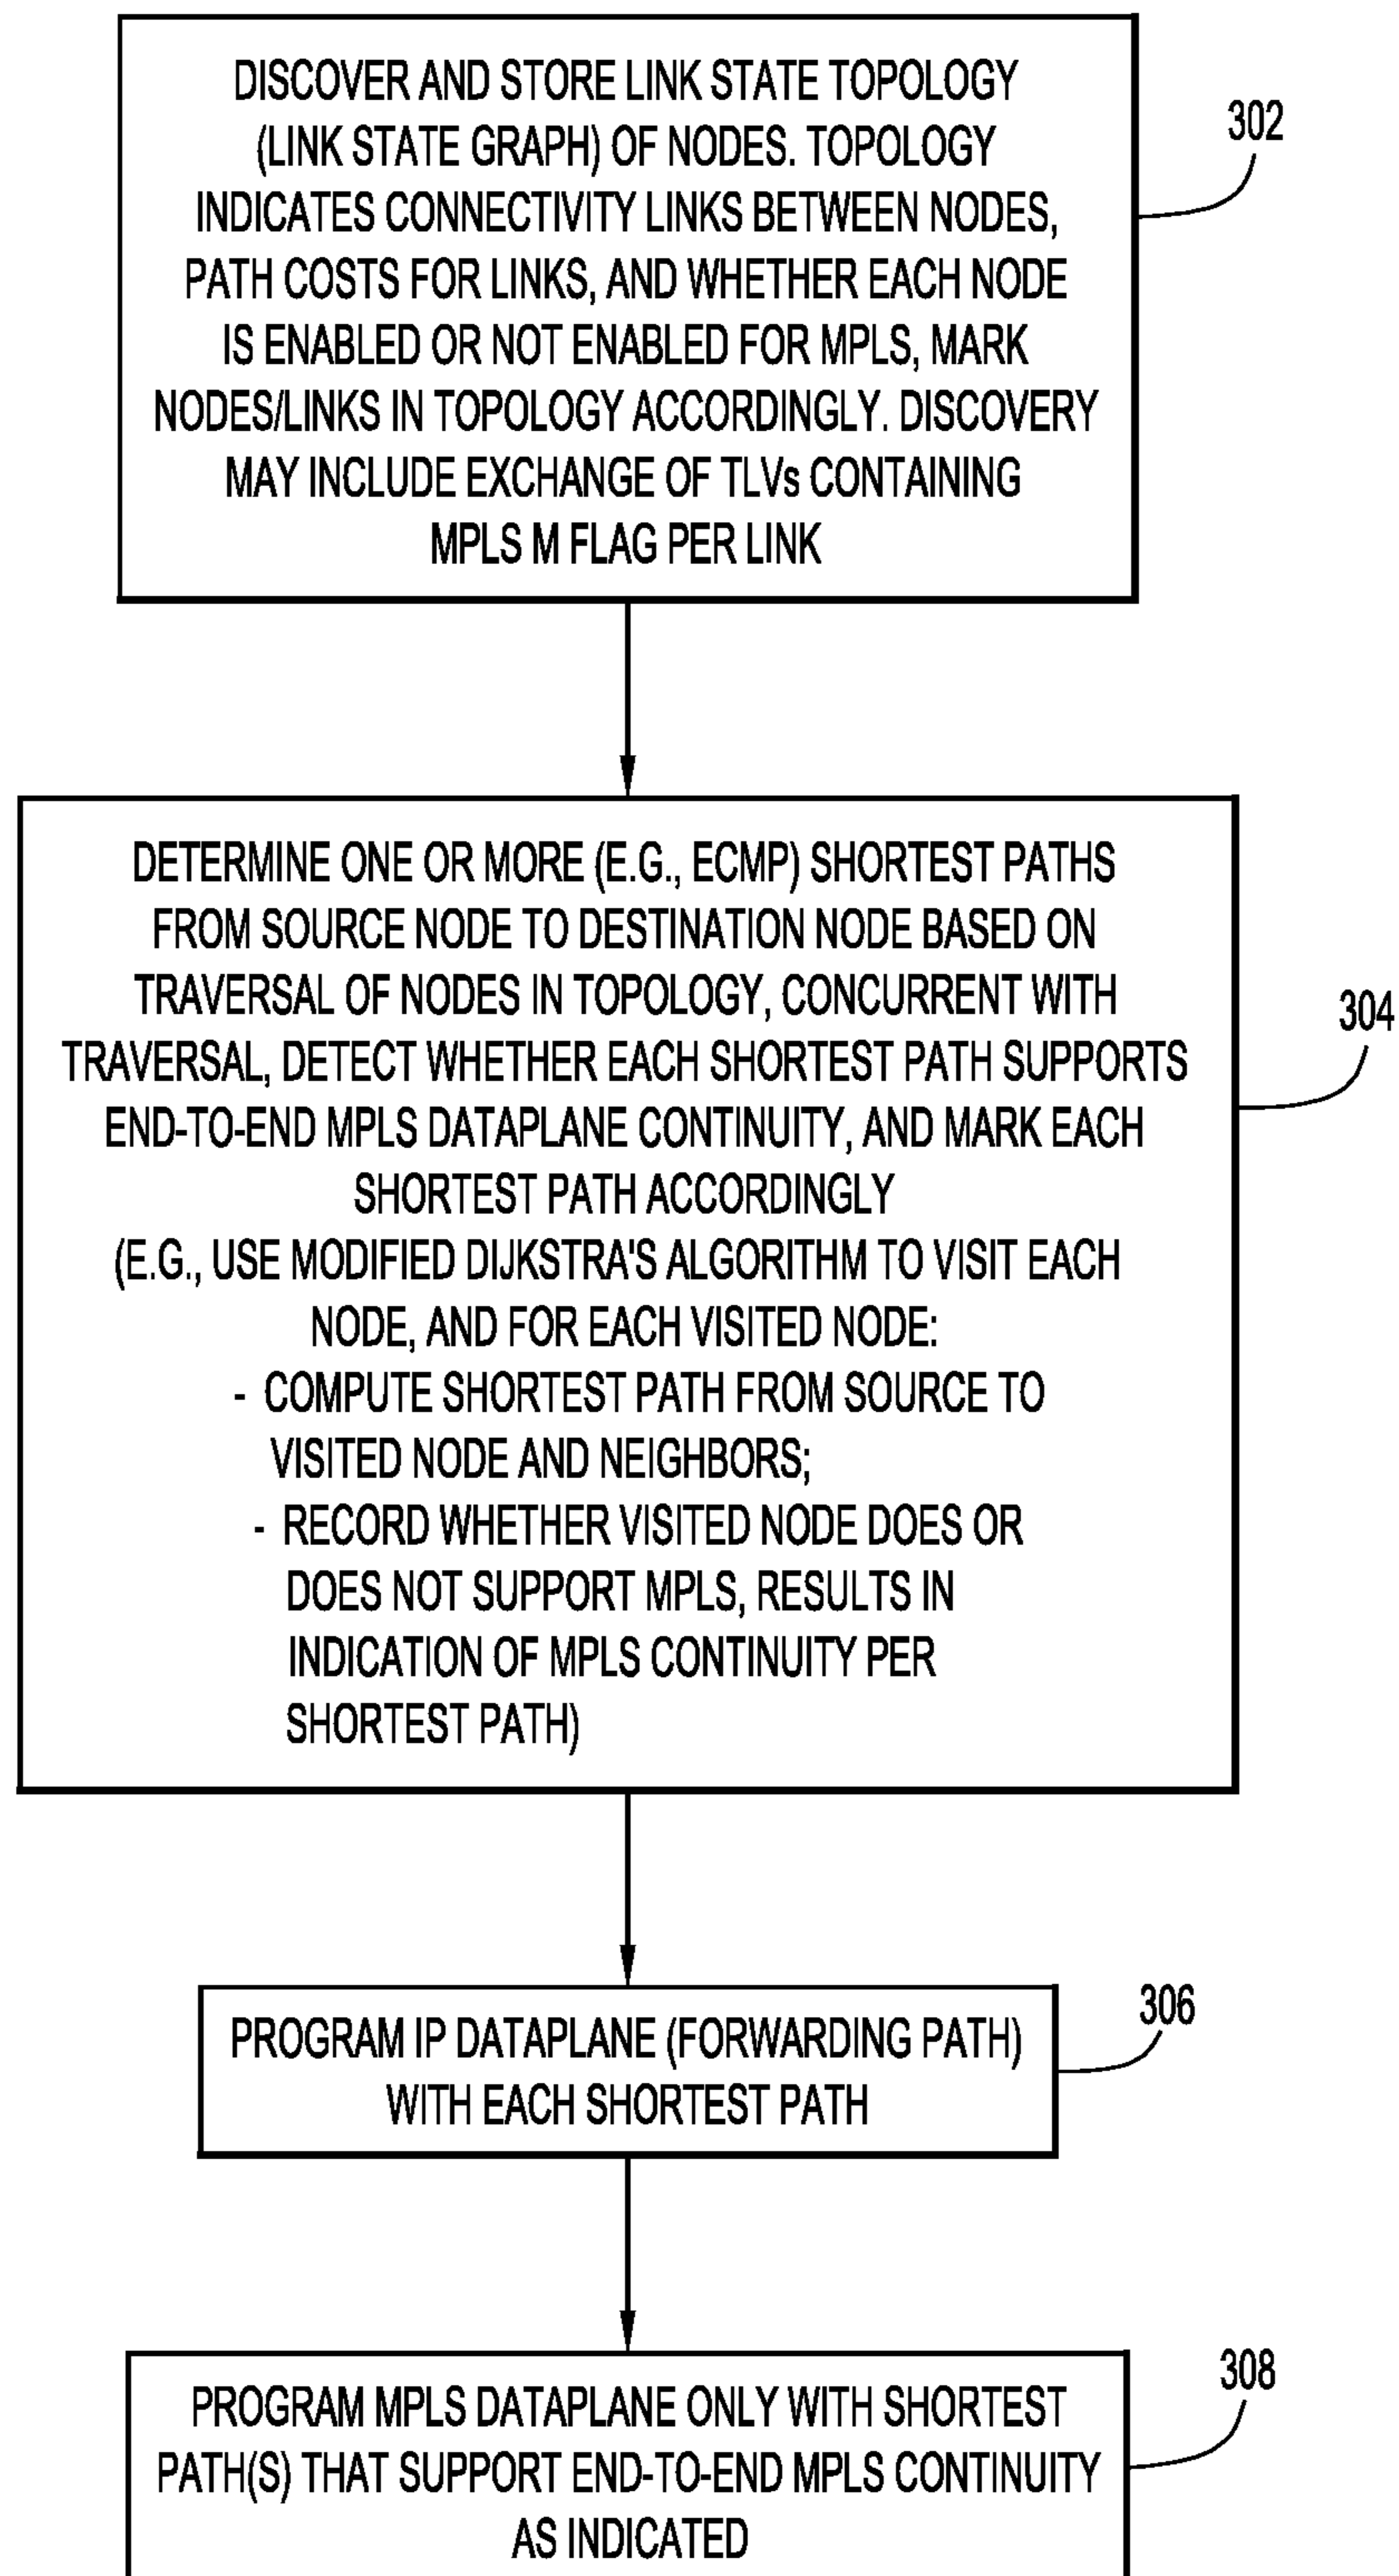 DISCOVER AND STORE LINK STATE TOPOLOGY
(LINK STATE GRAPH) OF NODES. TOPOLOGY
INDICATES CONNECTIVITY LINKS BETWEEN NODES,
PATH COSTS FOR LINKS, AND WHETHER EACH NODE
IS ENABLED OR NOT ENABLED FOR MPLS, MARK
NODES/LINKS IN TOPOLOGY ACCORDINGLY. DISCOVERY
MAY INCLUDE EXCHANGE OF TLVs CONTAINING
MPLS M FLAG PER LINK
302
DETERMINE ONE OR MORE (E.G., ECMP) SHORTEST PATHS
FROM SOURCE NODE TO DESTINATION NODE BASED ON
TRAVERSAL OF NODES IN TOPOLOGY, CONCURRENT WITH
TRAVERSAL, DETECT WHETHER EACH SHORTEST PATH SUPPORTS
END-TO-END MPLS DATAPLANE CONTINUITY, AND MARK EACH
SHORTEST PATH ACCORDINGLY
(E.G., USE MODIFIED DIJKSTRA'S ALGORITHM TO VISIT EACH
NODE, AND FOR EACH VISITED NODE:
- COMPUTE SHORTEST PATH FROM SOURCE TO
VISITED NODE AND NEIGHBORS;
- RECORD WHETHER VISITED NODE DOES OR
DOES NOT SUPPORT MPLS, RESULTS IN
INDICATION OF MPLS CONTINUITY PER
SHORTEST PATH)
304
PROGRAM IP DATAPLANE (FORWARDING PATH)
WITH EACH SHORTEST PATH
306
PROGRAM MPLS DATAPLANE ONLY WITH SHORTEST
PATH(S) THAT SUPPORT END-TO-END MPLS CONTINUITY
AS INDICATED
308